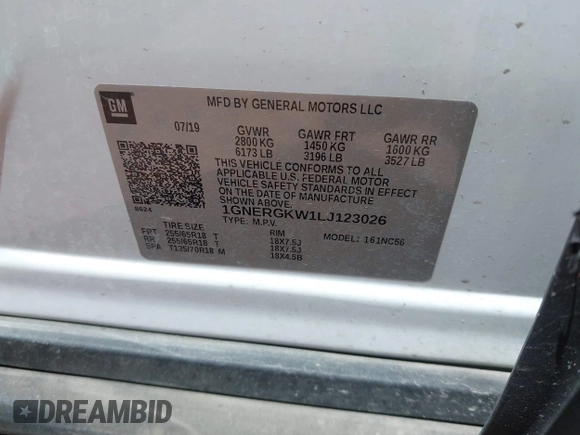 GM
MFD BY GENERAL MOTORS LLC
07/19 GVWR GAWR FRT GAWR RR
2800 KG 1450 KG 1600 KG
6173 LB 3196 LB 3527 LB
THIS VEHICLE CONFORMS TO ALL
APPLICABLE U.S. FEDERAL MOTOR
VEHICLE SAFETY STANDARDS IN EFFECT
ON THE DATE OF MANUFACTURE
SHOWN ABOVE.
8624 1GNERGKW1LJ123026
TYPE: M.P.V. MODEL: 161NC56
TIRE SIZE RIM
FRT 255/65R18 T 18X7.5J
RR 255/65R18 T 18X7.5J
SPA T135/70R18 M 18X4.5B
DREAMBID